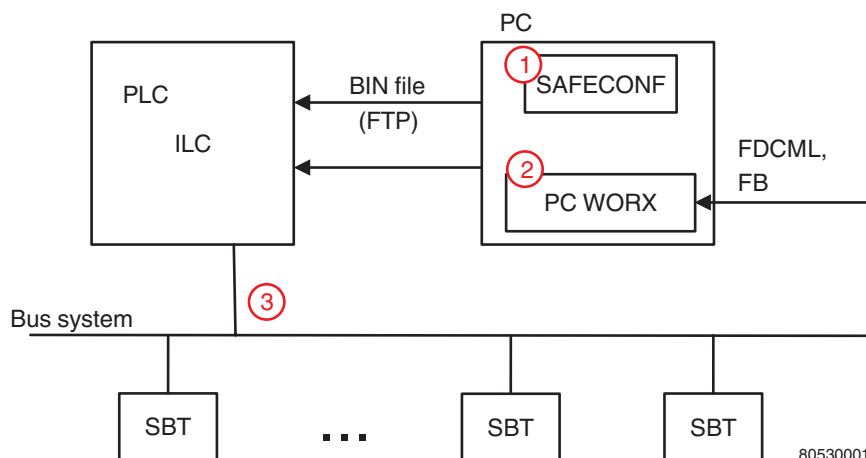 PC
1
SAFECONF
PLC
ILC
BIN file
(FTP)
FDCML,
FB
2
PC WORX
3
Bus system
SBT
...
SBT
SBT
80530001